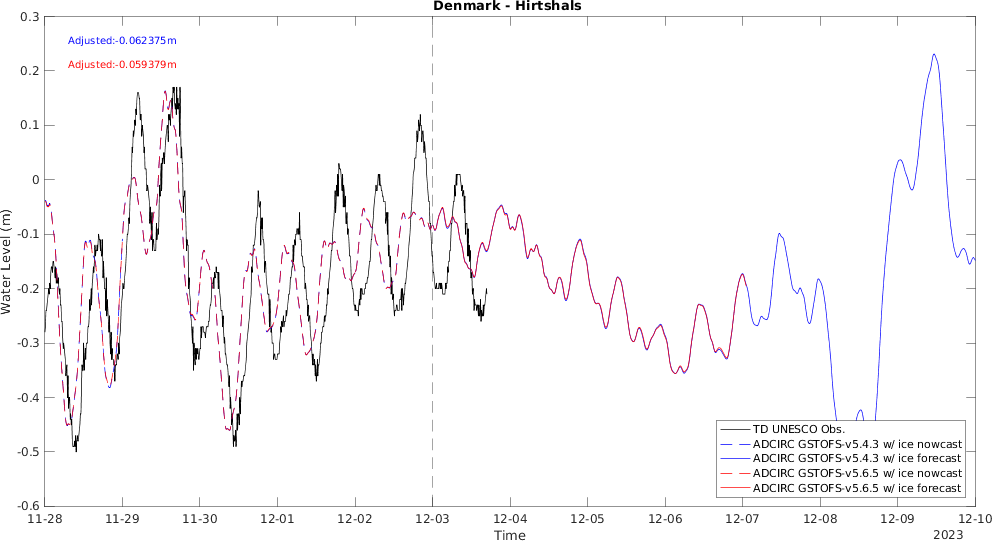 Denmark - Hirtshals
Adjusted:-0.062375m
Adjusted:-0.059379m
Water Level (m)
0.3
0.2
0.1
0
-0.1
-0.2
-0.3
-0.4
-0.5
-0.6
TD UNESCO Obs.
ADCIRC GSTOFS-v5.4.3 w/ ice nowcast
ADCIRC GSTOFS-v5.4.3 w/ ice forecast
ADCIRC GSTOFS-v5.6.5 w/ ice nowcast
ADCIRC GSTOFS-v5.6.5 w/ ice forecast
11-28 11-29 11-30 12-01 12-02 12-03 12-04 12-05 12-06 12-07 12-08 12-09 12-10
Time
2023